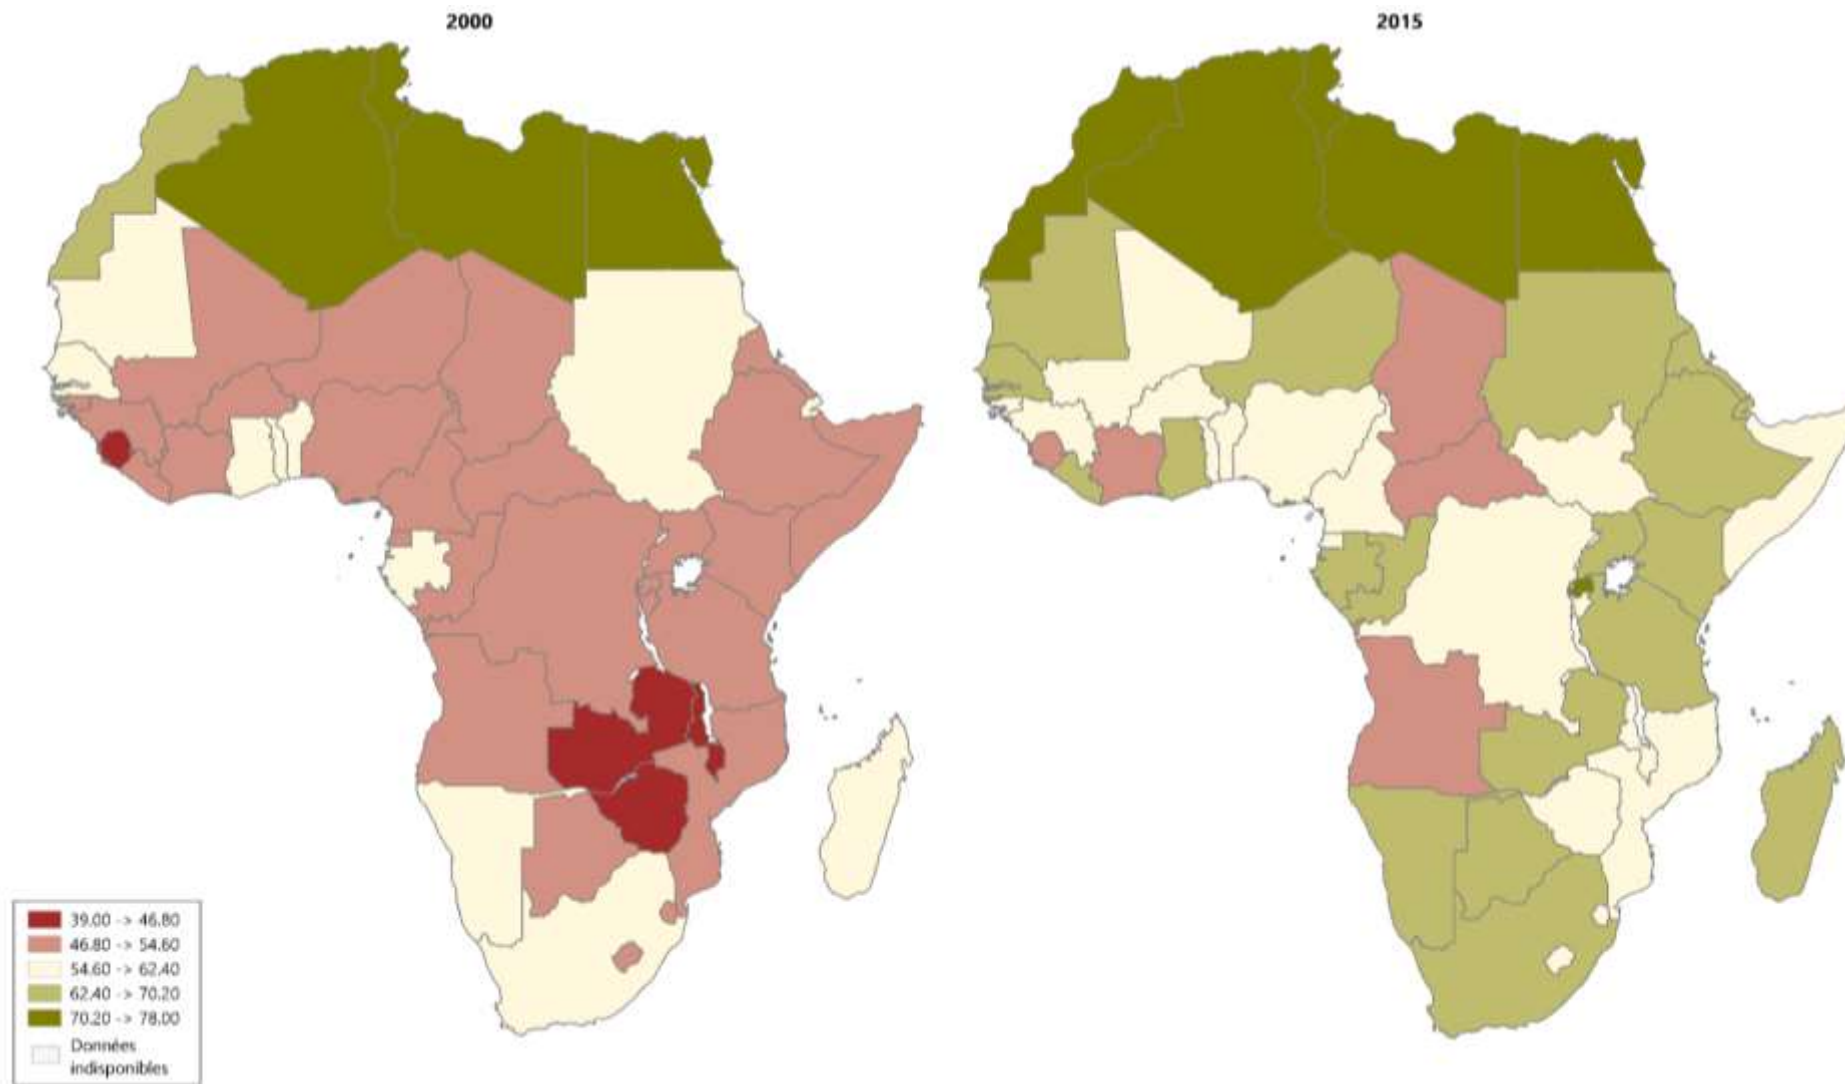 2000
2015
39.00 -> 46.80
46.80 -> 54.60
54.60 -> 62.40
62.40 -> 70.20
70.20 -> 78.00
Données
indisponibles